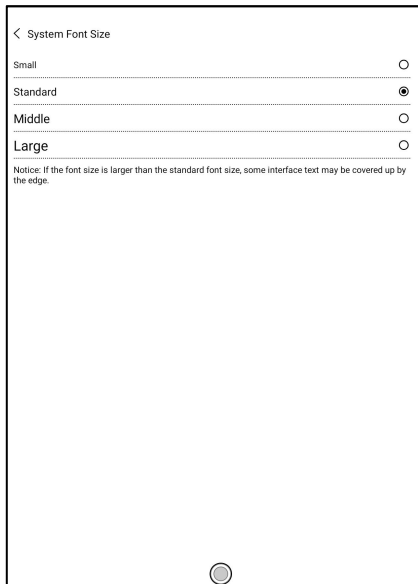 System Font Size
Small
Standard
Middle
Large
Notice: If the font size is larger than the standard font size, some interface text may be covered up by
the edge.